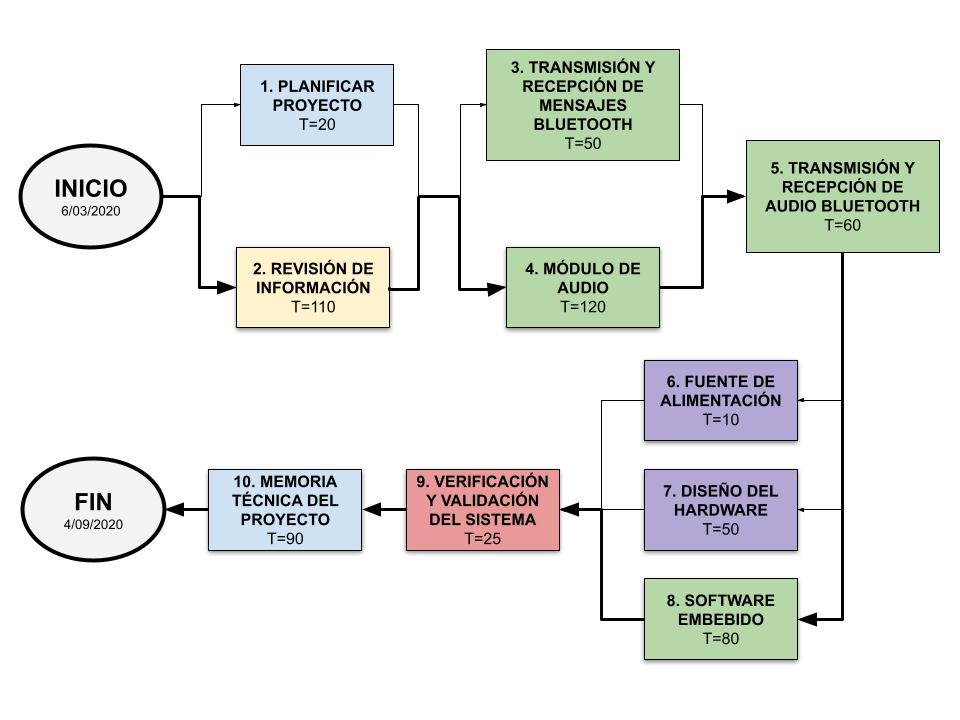 INICIO
6/03/2020
1. PLANIFICAR
PROYECTO
T=20
2. REVISIÓN DE
INFORMACIÓN
T=110
3. TRANSMISIÓN Y
RECEPCIÓN DE
MENSAJES
BLUETOOTH
T=50
4. MÓDULO DE
AUDIO
T=120
5. TRANSMISIÓN Y
RECEPCIÓN DE
AUDIO BLUETOOTH
T=60
6. FUENTE DE
ALIMENTACIÓN
T=10
7. DISEÑO DEL
HARDWARE
T=50
8. SOFTWARE
EMBEBIDO
T=80
9. VERIFICACIÓN
Y VALIDACIÓN
DEL SISTEMA
T=25
10. MEMORIA
TÉCNICA DEL
PROYECTO
T=90
FIN
4/09/2020